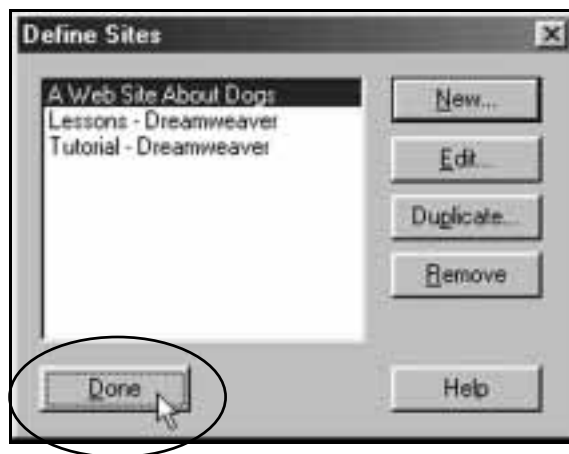 Define Sites
A Web Site About Dogs
Lessons - Dreamweaver
Tutorial - Dreamweaver
New...
Edit...
Duplicate...
Remove
Done
Help